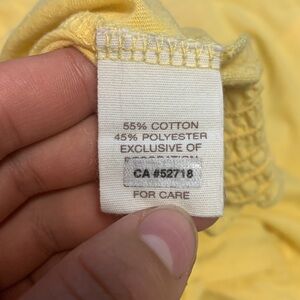 55% COTTON
45% POLYESTER
EXCLUSIVE OF
CA #52718
FOR CARE